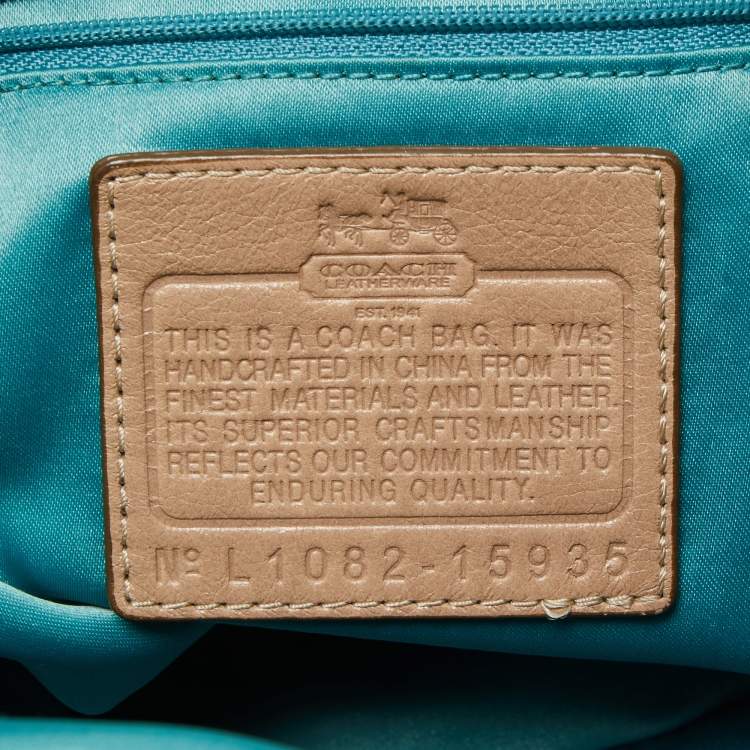 COACH
LEATHERWARE
EST. 1941
THIS IS A COACH BAG. IT WAS
HANDCRAFTED IN CHINA FROM THE
FINEST MATERIALS AND LEATHER.
ITS SUPERIOR CRAFTSMANSHIP
REFLECTS OUR COMMITMENT TO
ENDURING QUALITY.
Nº L1082-15935